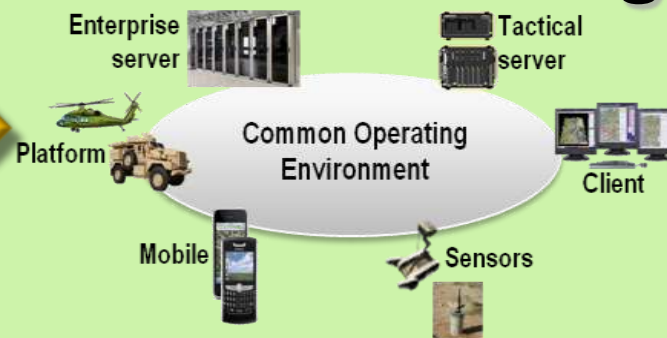 Enterprise
server
Tactical
server
Platform
Common Operating
Environment
Client
Mobile
Sensors